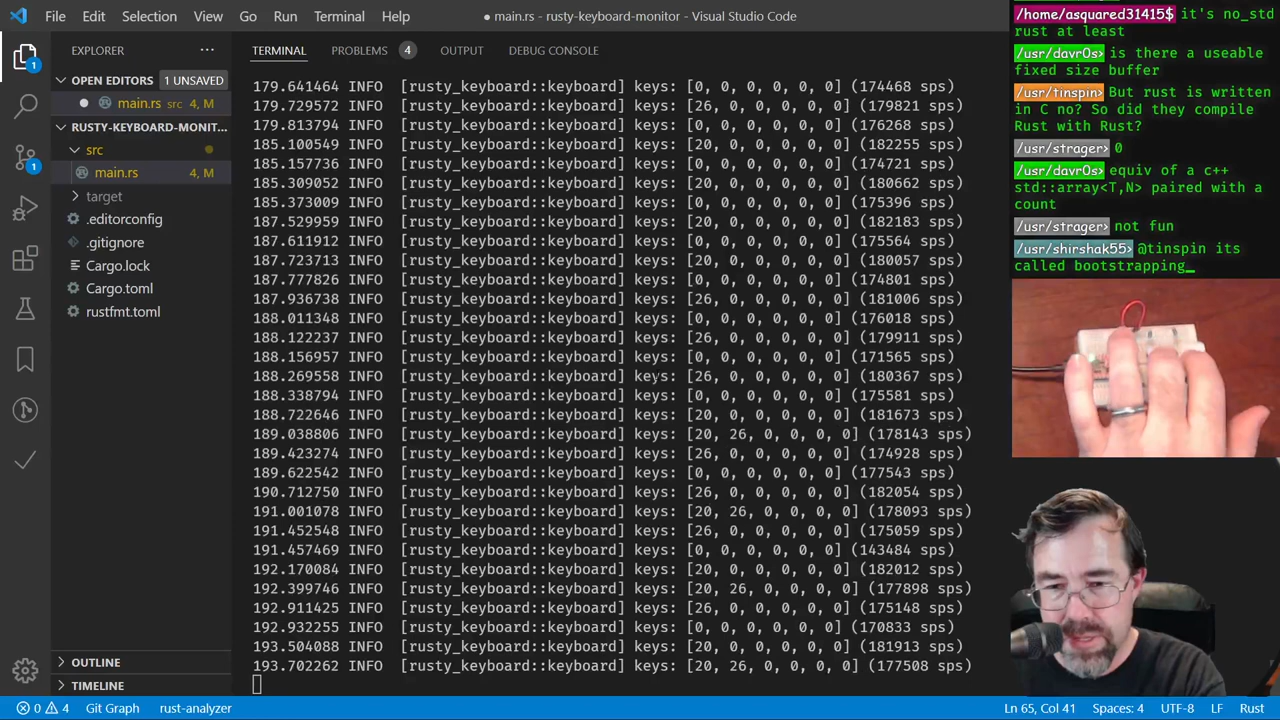 File Edit Selection View Go Run Terminal Help
● main.rs - rusty-keyboard-monitor - Visual Studio Code
EXPLORER ···
OPEN EDITORS 1 UNSAVED
● main.rs src 4, M
RUSTY-KEYBOARD-MONIT...
src
main.rs 4, M
target
.editorconfig
.gitignore
Cargo.lock
Cargo.toml
rustfmt.toml
OUTLINE
TIMELINE
TERMINAL PROBLEMS 4 OUTPUT DEBUG CONSOLE
179.641464 INFO [rusty_keyboard::keyboard] keys: [0, 0, 0, 0, 0, 0] (174468 sps)
179.729572 INFO [rusty_keyboard::keyboard] keys: [26, 0, 0, 0, 0, 0] (179821 sps)
179.813794 INFO [rusty_keyboard::keyboard] keys: [0, 0, 0, 0, 0, 0] (176268 sps)
185.100549 INFO [rusty_keyboard::keyboard] keys: [20, 0, 0, 0, 0, 0] (182255 sps)
185.157736 INFO [rusty_keyboard::keyboard] keys: [0, 0, 0, 0, 0, 0] (174721 sps)
185.309052 INFO [rusty_keyboard::keyboard] keys: [20, 0, 0, 0, 0, 0] (180662 sps)
185.373009 INFO [rusty_keyboard::keyboard] keys: [0, 0, 0, 0, 0, 0] (175396 sps)
187.529959 INFO [rusty_keyboard::keyboard] keys: [20, 0, 0, 0, 0, 0] (182183 sps)
187.611912 INFO [rusty_keyboard::keyboard] keys: [0, 0, 0, 0, 0, 0] (175564 sps)
187.723717 INFO [rusty_keyboard::keyboard] keys: [20, 0, 0, 0, 0, 0] (180057 sps)
187.777826 INFO [rusty_keyboard::keyboard] keys: [0, 0, 0, 0, 0, 0] (174801 sps)
187.936738 INFO [rusty_keyboard::keyboard] keys: [26, 0, 0, 0, 0, 0] (181006 sps)
188.011348 INFO [rusty_keyboard::keyboard] keys: [0, 0, 0, 0, 0, 0] (176018 sps)
188.122237 INFO [rusty_keyboard::keyboard] keys: [26, 0, 0, 0, 0, 0] (179911 sps)
188.156957 INFO [rusty_keyboard::keyboard] keys: [0, 0, 0, 0, 0, 0] (171565 sps)
188.269558 INFO [rusty_keyboard::keyboard] keys: [26, 0, 0, 0, 0, 0] (180367 sps)
188.338794 INFO [rusty_keyboard::keyboard] keys: [0, 0, 0, 0, 0, 0] (175581 sps)
188.722646 INFO [rusty_keyboard::keyboard] keys: [20, 0, 0, 0, 0, 0] (181673 sps)
189.038806 INFO [rusty_keyboard::keyboard] keys: [20, 26, 0, 0, 0, 0] (178143 sps)
189.423274 INFO [rusty_keyboard::keyboard] keys: [26, 0, 0, 0, 0, 0] (174928 sps)
189.622542 INFO [rusty_keyboard::keyboard] keys: [0, 0, 0, 0, 0, 0] (177543 sps)
190.712750 INFO [rusty_keyboard::keyboard] keys: [26, 0, 0, 0, 0, 0] (182054 sps)
191.001078 INFO [rusty_keyboard::keyboard] keys: [20, 26, 0, 0, 0, 0] (178093 sps)
191.452548 INFO [rusty_keyboard::keyboard] keys: [26, 0, 0, 0, 0, 0] (175059 sps)
191.457469 INFO [rusty_keyboard::keyboard] keys: [0, 0, 0, 0, 0, 0] (143484 sps)
192.170084 INFO [rusty_keyboard::keyboard] keys: [20, 0, 0, 0, 0, 0] (182012 sps)
192.399746 INFO [rusty_keyboard::keyboard] keys: [20, 26, 0, 0, 0, 0] (177898 sps)
192.911425 INFO [rusty_keyboard::keyboard] keys: [26, 0, 0, 0, 0, 0] (175148 sps)
192.932255 INFO [rusty_keyboard::keyboard] keys: [0, 0, 0, 0, 0, 0] (170833 sps)
193.504088 INFO [rusty_keyboard::keyboard] keys: [20, 0, 0, 0, 0, 0] (181913 sps)
193.702262 INFO [rusty_keyboard::keyboard] keys: [20, 26, 0, 0, 0, 0] (177508 sps)
/home/asquared31415$ it's no_std
rust at least
/usr/davr0s> is there a useable
fixed size buffer
/usr/tinspin> But rust is written
in C no? So did they compile
Rust with Rust?
/usr/strager> 0
/usr/davr0s> equiv of a c++
std::array<T,N> paired with a
count
/usr/strager> not fun
/usr/shirshak55> @tinspin its
called bootstrapping_
0 4 Git Graph rust-analyzer Ln 65, Col 41 Spaces: 4 UTF-8 LF Rust